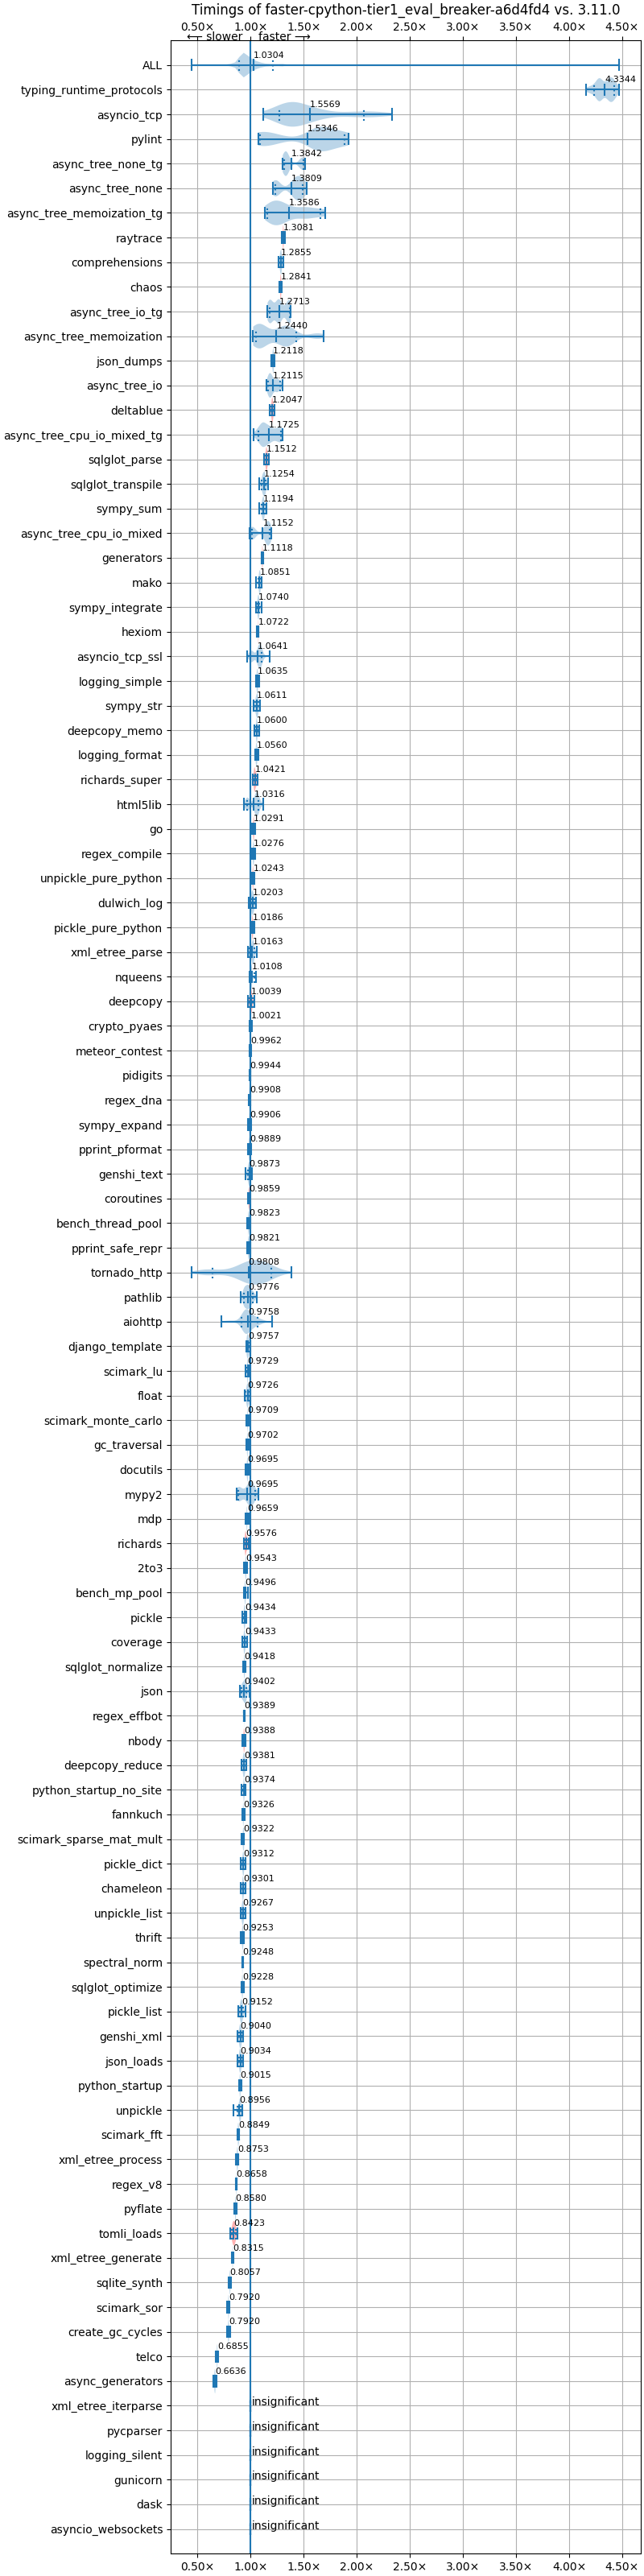 Timings of faster-cpython-tier1_eval_breaker-a6d4fd4 vs. 3.11.0
0.50× 1.00× 1.50× 2.00× 2.50× 3.00× 3.50× 4.00× 4.50×
⟵ slower faster ⟶
ALL 1.0304
typing_runtime_protocols 4.3344
asyncio_tcp 1.5569
pylint 1.5346
async_tree_none_tg 1.3842
async_tree_none 1.3809
async_tree_memoization_tg 1.3586
raytrace 1.3081
comprehensions 1.2855
chaos 1.2841
async_tree_io_tg 1.2713
async_tree_memoization 1.2440
json_dumps 1.2118
async_tree_io 1.2115
deltablue 1.2047
async_tree_cpu_io_mixed_tg 1.1725
sqlglot_parse 1.1512
sqlglot_transpile 1.1254
sympy_sum 1.1194
async_tree_cpu_io_mixed 1.1152
generators 1.1118
mako 1.0851
sympy_integrate 1.0740
hexiom 1.0722
asyncio_tcp_ssl 1.0641
logging_simple 1.0635
sympy_str 1.0611
deepcopy_memo 1.0600
logging_format 1.0560
richards_super 1.0421
html5lib 1.0316
go 1.0291
regex_compile 1.0276
unpickle_pure_python 1.0243
dulwich_log 1.0203
pickle_pure_python 1.0186
xml_etree_parse 1.0163
nqueens 1.0108
deepcopy 1.0039
crypto_pyaes 1.0021
meteor_contest 0.9962
pidigits 0.9944
regex_dna 0.9908
sympy_expand 0.9906
pprint_pformat 0.9889
genshi_text 0.9873
coroutines 0.9859
bench_thread_pool 0.9823
pprint_safe_repr 0.9821
tornado_http 0.9808
pathlib 0.9776
aiohttp 0.9758
django_template 0.9757
scimark_lu 0.9729
float 0.9726
scimark_monte_carlo 0.9709
gc_traversal 0.9702
docutils 0.9695
mypy2 0.9695
mdp 0.9659
richards 0.9576
2to3 0.9543
bench_mp_pool 0.9496
pickle 0.9434
coverage 0.9433
sqlglot_normalize 0.9418
json 0.9402
regex_effbot 0.9389
nbody 0.9388
deepcopy_reduce 0.9381
python_startup_no_site 0.9374
fannkuch 0.9326
scimark_sparse_mat_mult 0.9322
pickle_dict 0.9312
chameleon 0.9301
unpickle_list 0.9267
thrift 0.9253
spectral_norm 0.9248
sqlglot_optimize 0.9228
pickle_list 0.9152
genshi_xml 0.9040
json_loads 0.9034
python_startup 0.9015
unpickle 0.8956
scimark_fft 0.8849
xml_etree_process 0.8753
regex_v8 0.8658
pyflate 0.8580
tomli_loads 0.8423
xml_etree_generate 0.8315
sqlite_synth 0.8057
scimark_sor 0.7920
create_gc_cycles 0.7920
telco 0.6855
async_generators 0.6636
xml_etree_iterparse insignificant
pycparser insignificant
logging_silent insignificant
gunicorn insignificant
dask insignificant
asyncio_websockets insignificant
0.50× 1.00× 1.50× 2.00× 2.50× 3.00× 3.50× 4.00× 4.50×